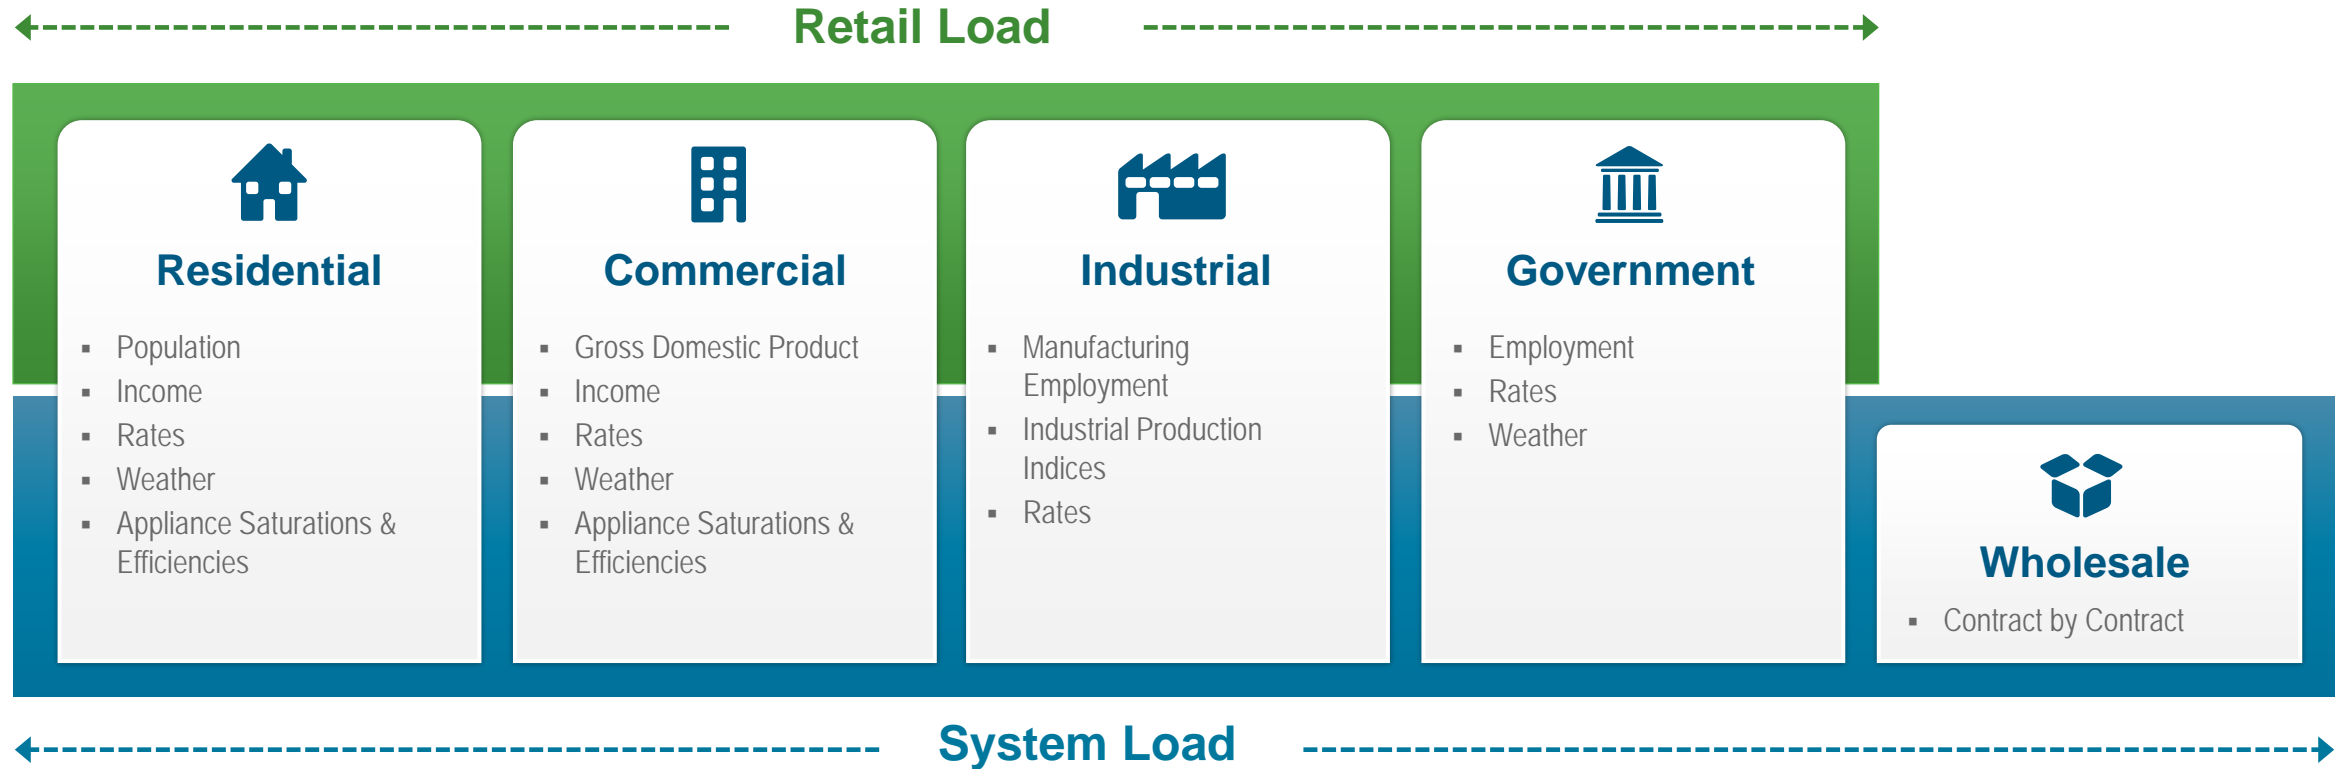 Retail Load
Residential
▪ Population
▪ Income
▪ Rates
▪ Weather
▪ Appliance Saturations &
Efficiencies
Commercial
▪ Gross Domestic Product
▪ Income
▪ Rates
▪ Weather
▪ Appliance Saturations &
Efficiencies
Industrial
▪ Manufacturing
Employment
▪ Industrial Production
Indices
▪ Rates
Government
▪ Employment
▪ Rates
▪ Weather
Wholesale
▪ Contract by Contract
System Load